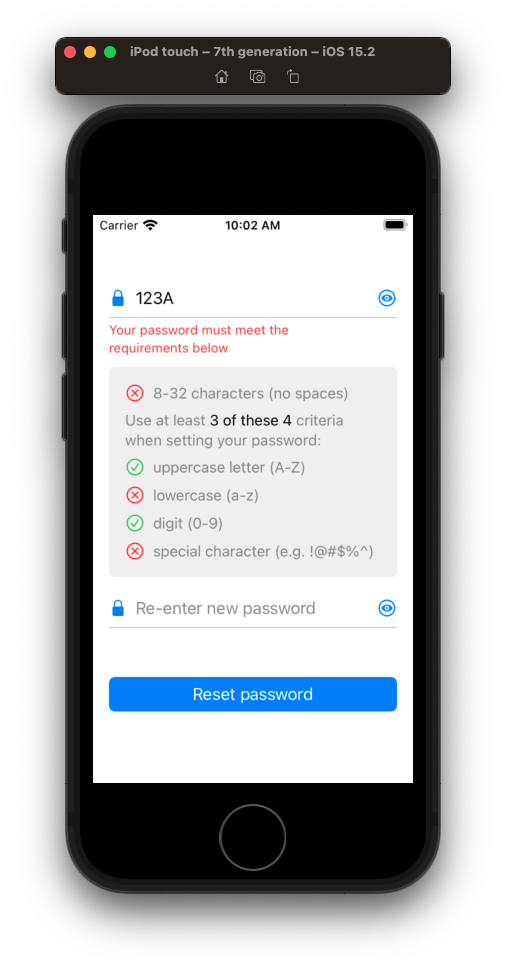 iPod touch – 7th generation – iOS 15.2
Carrier 10:02 AM
123A
Your password must meet the
requirements below
8-32 characters (no spaces)
Use at least 3 of these 4 criteria
when setting your password:
uppercase letter (A-Z)
lowercase (a-z)
digit (0-9)
special character (e.g. !@#$%^)
Re-enter new password
Reset password